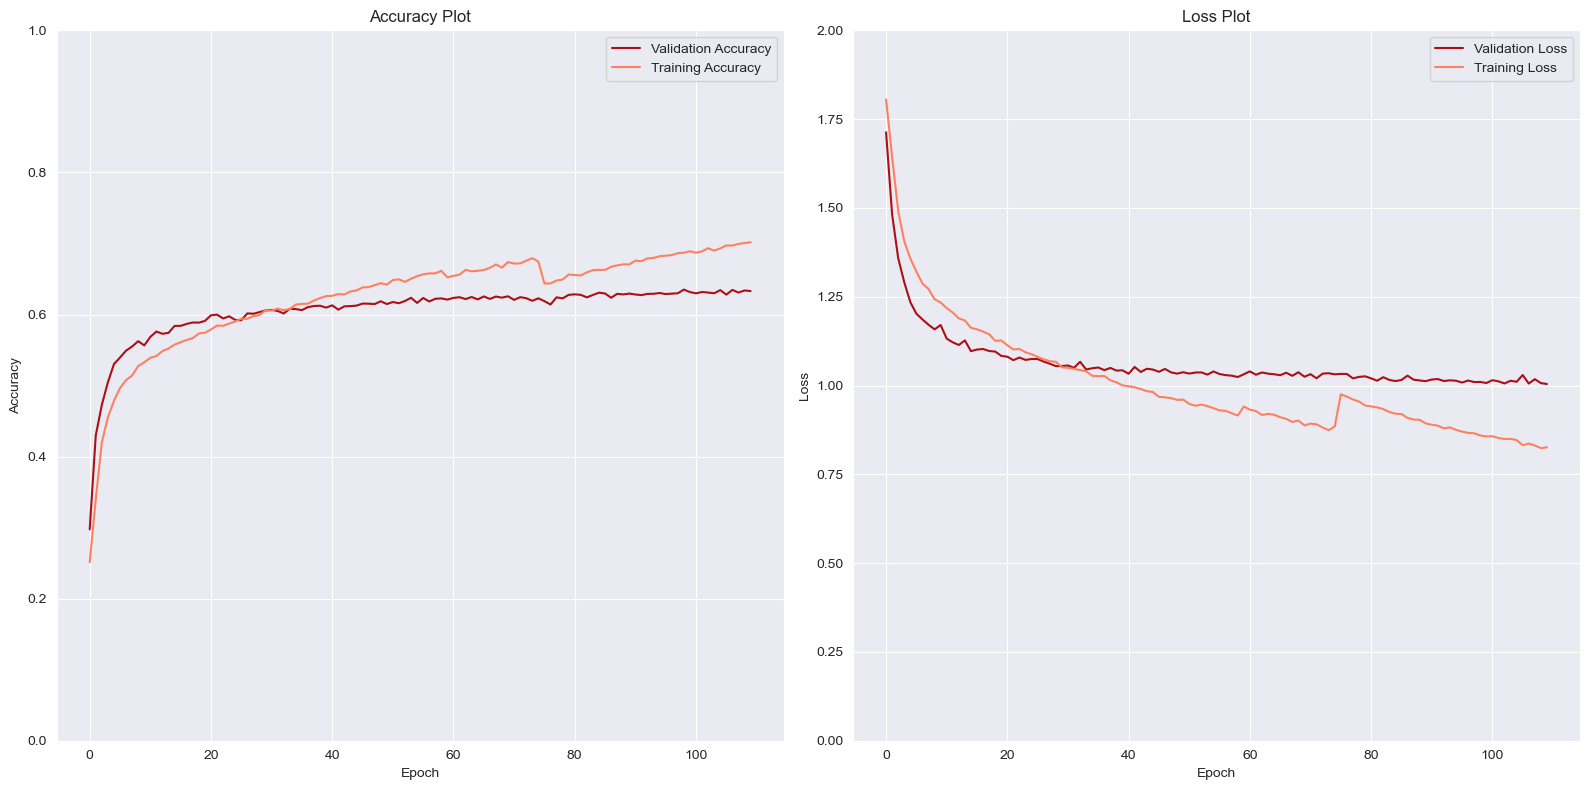 Accuracy Plot
1.0
0.8
0.6
0.4
0.2
0.0
Accuracy
Validation Accuracy
Training Accuracy
0 20 40 60 80 100
Epoch
Loss Plot
2.00
1.75
1.50
1.25
1.00
0.75
0.50
0.25
0.00
Loss
Validation Loss
Training Loss
0 20 40 60 80 100
Epoch